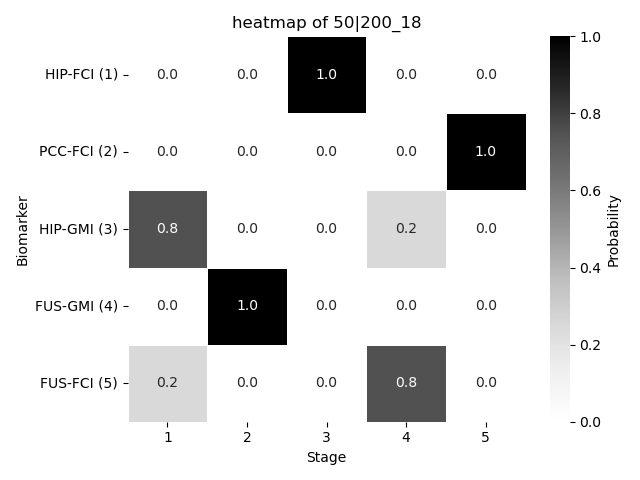 heatmap of 50|200_18
HIP-FCI (1) 0.0 0.0 1.0 0.0 0.0
PCC-FCI (2) 0.0 0.0 0.0 0.0 1.0
HIP-GMI (3) 0.8 0.0 0.0 0.2 0.0
FUS-GMI (4) 0.0 1.0 0.0 0.0 0.0
FUS-FCI (5) 0.2 0.0 0.0 0.8 0.0
1 2 3 4 5
Stage
Biomarker
1.0
0.8
0.6
0.4
0.2
0.0
Probability